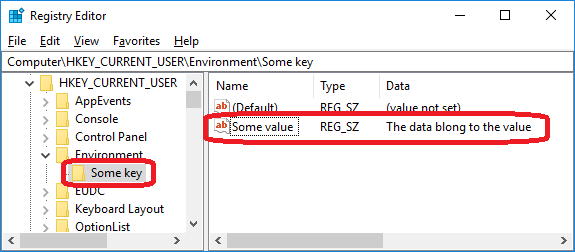 Registry Editor
File Edit View Favorites Help
Computer\HKEY_CURRENT_USER\Environment\Some key
HKEY_CURRENT_USER
AppEvents
Console
Control Panel
Environment
Some key
EUDC
Keyboard Layout
OptionList
Name Type Data
ab (Default) REG_SZ (value not set)
ab Some value REG_SZ The data blong to the value